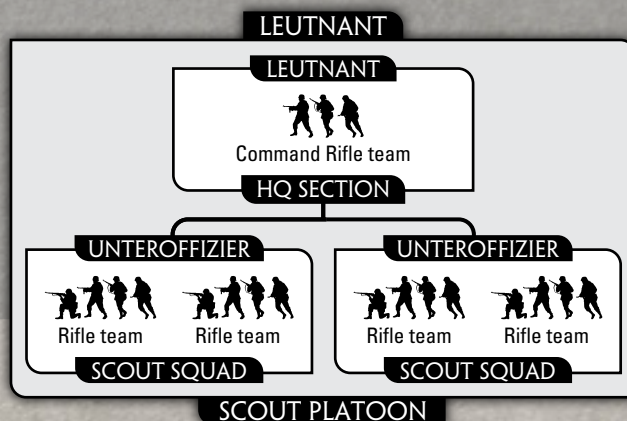 LEUTNANT
LEUTNANT
Command Rifle team
HQ SECTION
UNTEROFFIZIER
Rifle team Rifle team
SCOUT SQUAD
UNTEROFFIZIER
Rifle team Rifle team
SCOUT SQUAD
SCOUT PLATOON